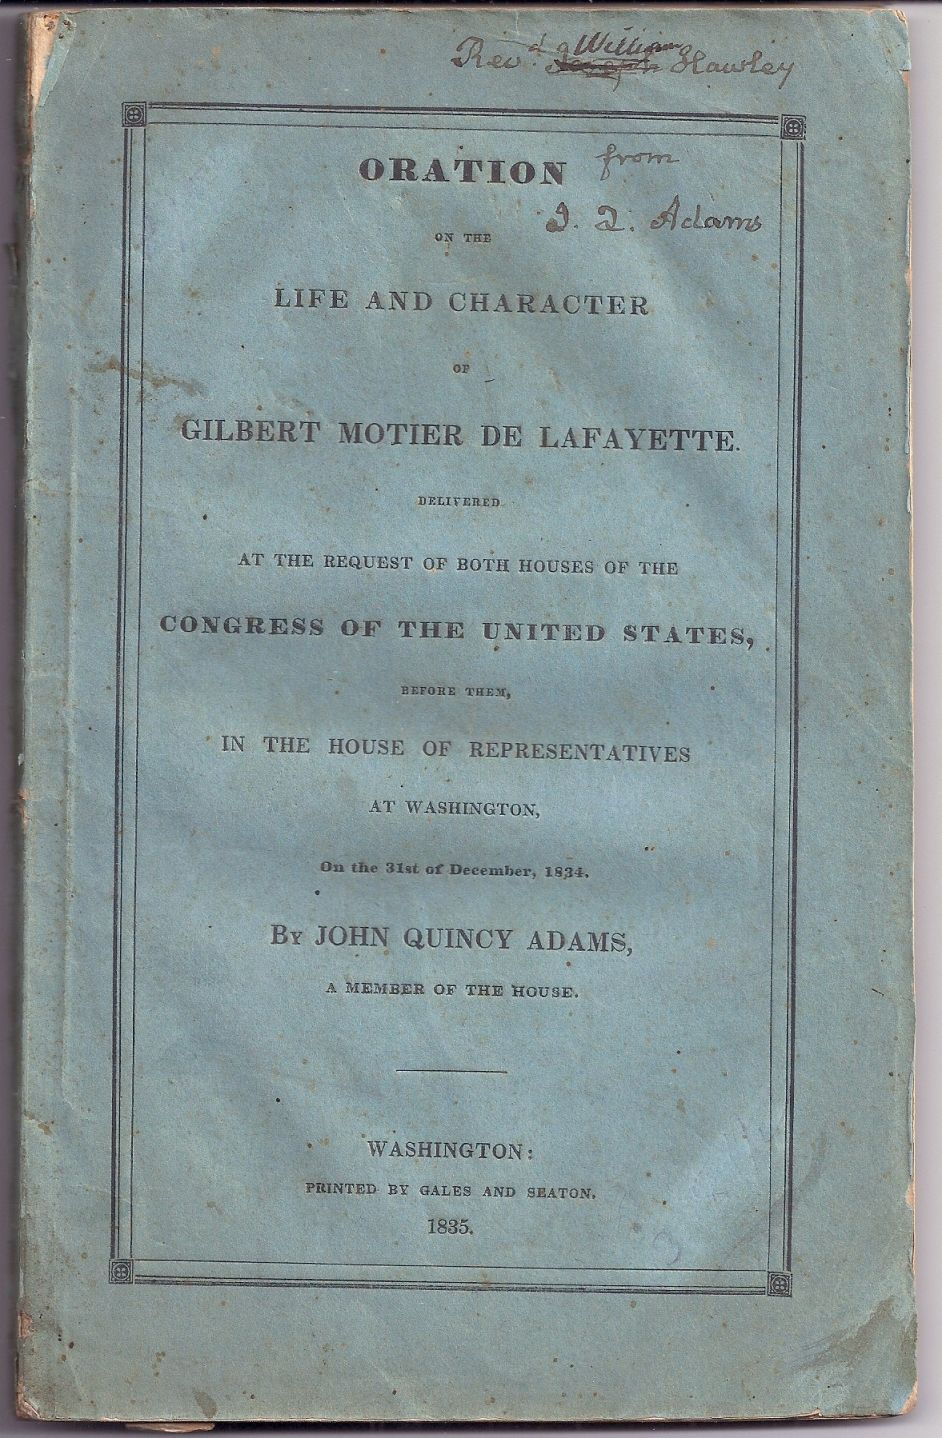 Revd William Hawley
from
J. Q. Adams
ORATION
ON THE
LIFE AND CHARACTER
OF
GILBERT MOTIER DE LAFAYETTE.
DELIVERED
AT THE REQUEST OF BOTH HOUSES OF THE
CONGRESS OF THE UNITED STATES,
BEFORE THEM,
IN THE HOUSE OF REPRESENTATIVES
AT WASHINGTON,
On the 31st of December, 1834.
By JOHN QUINCY ADAMS,
A MEMBER OF THE HOUSE.
WASHINGTON:
PRINTED BY GALES AND SEATON.
1835.